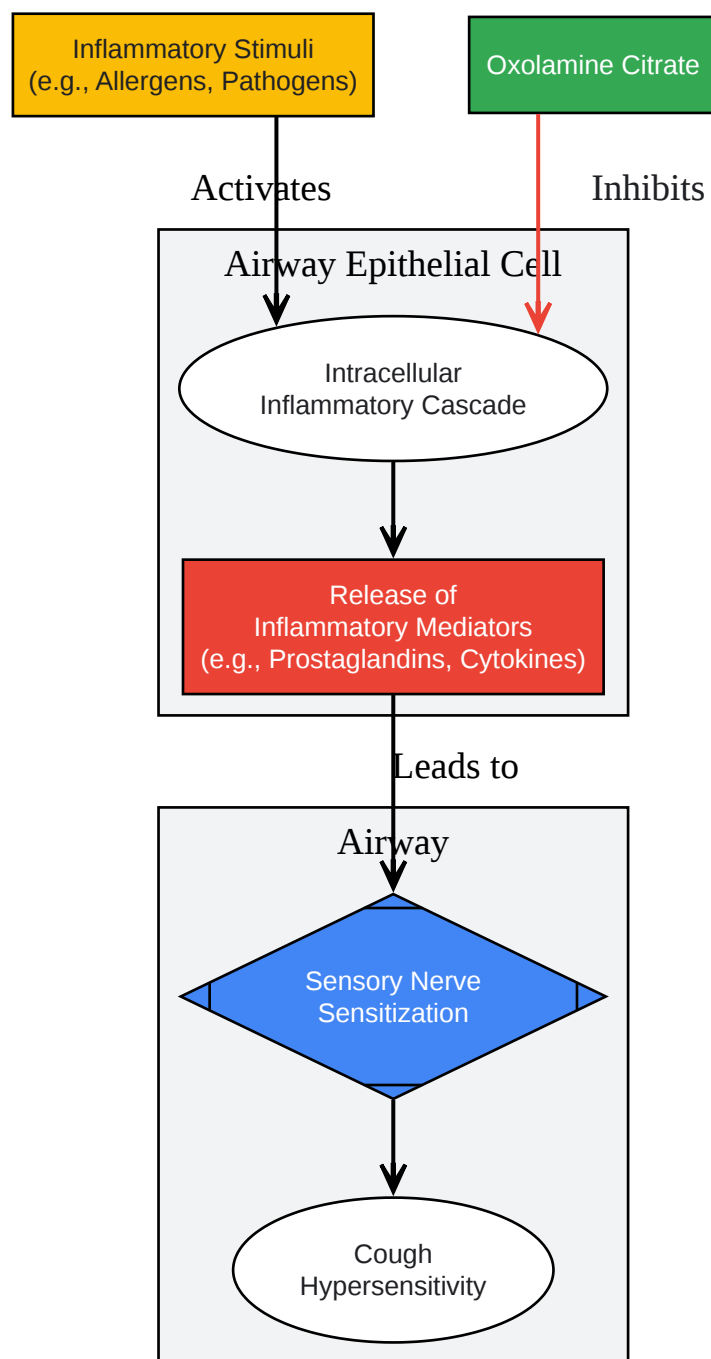 Inflammatory Stimuli
(e.g., Allergens, Pathogens)
Oxolamine Citrate
Activates
Inhibits
Airway Epithelial Cell
Intracellular
Inflammatory Cascade
Release of
Inflammatory Mediators
(e.g., Prostaglandins, Cytokines)
Leads to
Airway
Sensory Nerve
Sensitization
Cough
Hypersensitivity